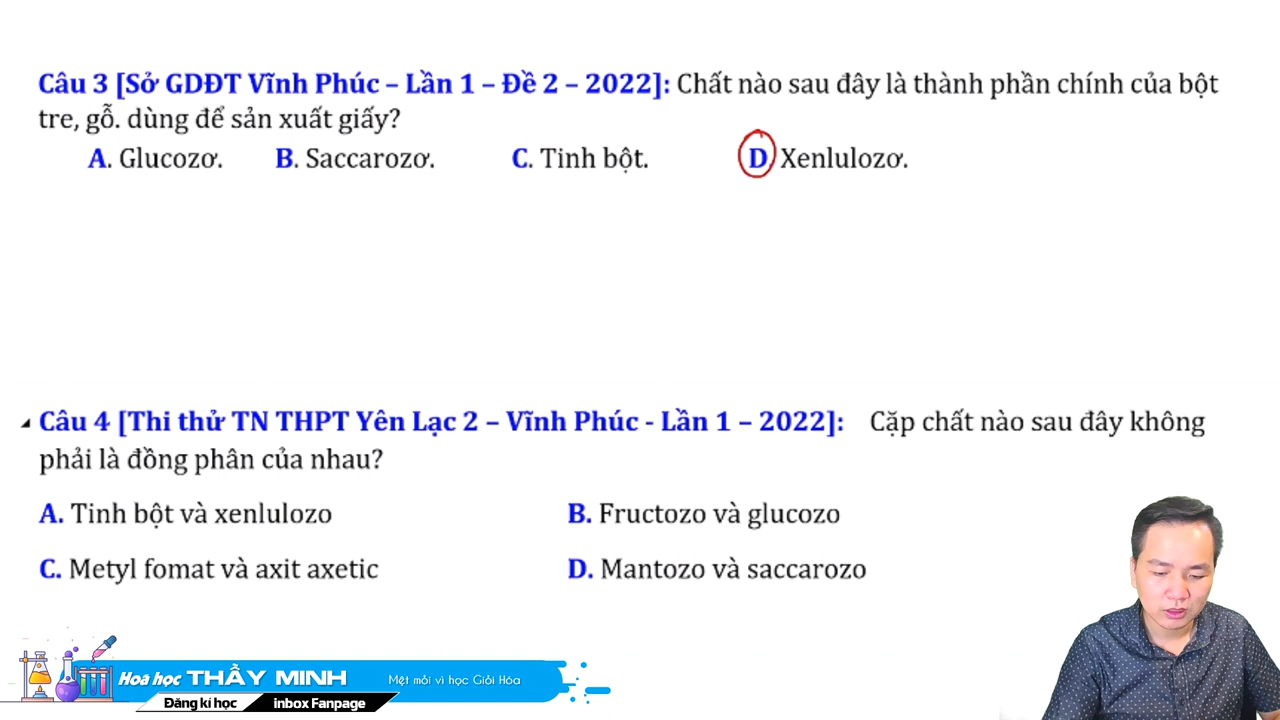 Câu 3 [Sở GDĐT Vĩnh Phúc – Lần 1 – Đề 2 – 2022]: Chất nào sau đây là thành phần chính của bột
tre, gỗ. dùng để sản xuất giấy?
A. Glucozơ. B. Saccarozơ. C. Tinh bột. D Xenlulozơ.
Câu 4 [Thi thử TN THPT Yên Lạc 2 – Vĩnh Phúc - Lần 1 – 2022]: Cặp chất nào sau đây không
phải là đồng phân của nhau?
A. Tinh bột và xenlulozo B. Fructozo và glucozo
C. Metyl fomat và axit axetic D. Mantozo và saccarozo
Hoá học THẦY MINH Mệt mỏi vì học Giỏi Hóa
Đăng kí học inbox Fanpage